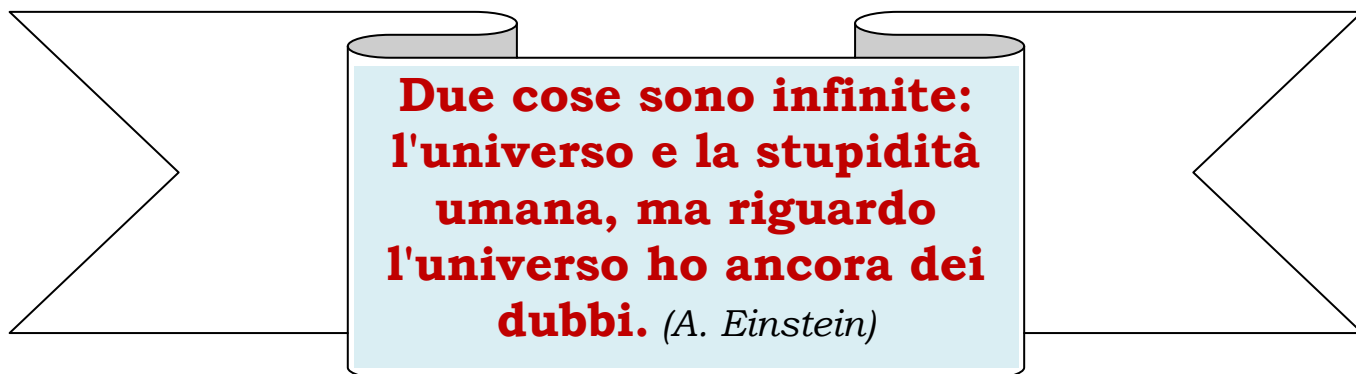 Due cose sono infinite:
l'universo e la stupidità
umana, ma riguardo
l'universo ho ancora dei
dubbi. (A. Einstein)